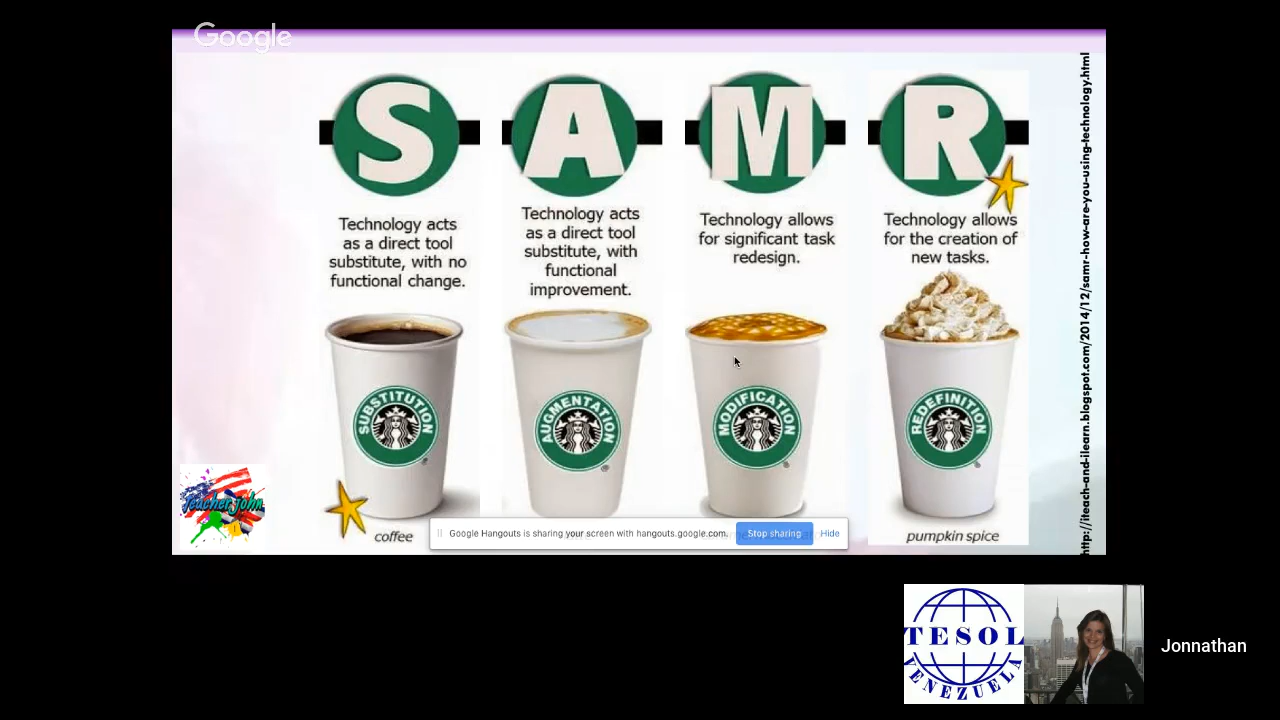 Google
S
Technology acts
as a direct tool
substitute, with no
functional change.
SUBSTITUTION
coffee
A
Technology acts
as a direct tool
substitute, with
functional
improvement.
AUGMENTATION
M
Technology allows
for significant task
redesign.
MODIFICATION
R
Technology allows
for the creation of
new tasks.
REDEFINITION
pumpkin spice
http://iteach-and-ilearn.blogspot.com/2014/12/samr-how-are-you-using-technology.html
Teacher John
Google Hangouts is sharing your screen with hangouts.google.com.
Stop sharing
Hide
TESOL
VENEZUELA
Jonnathan